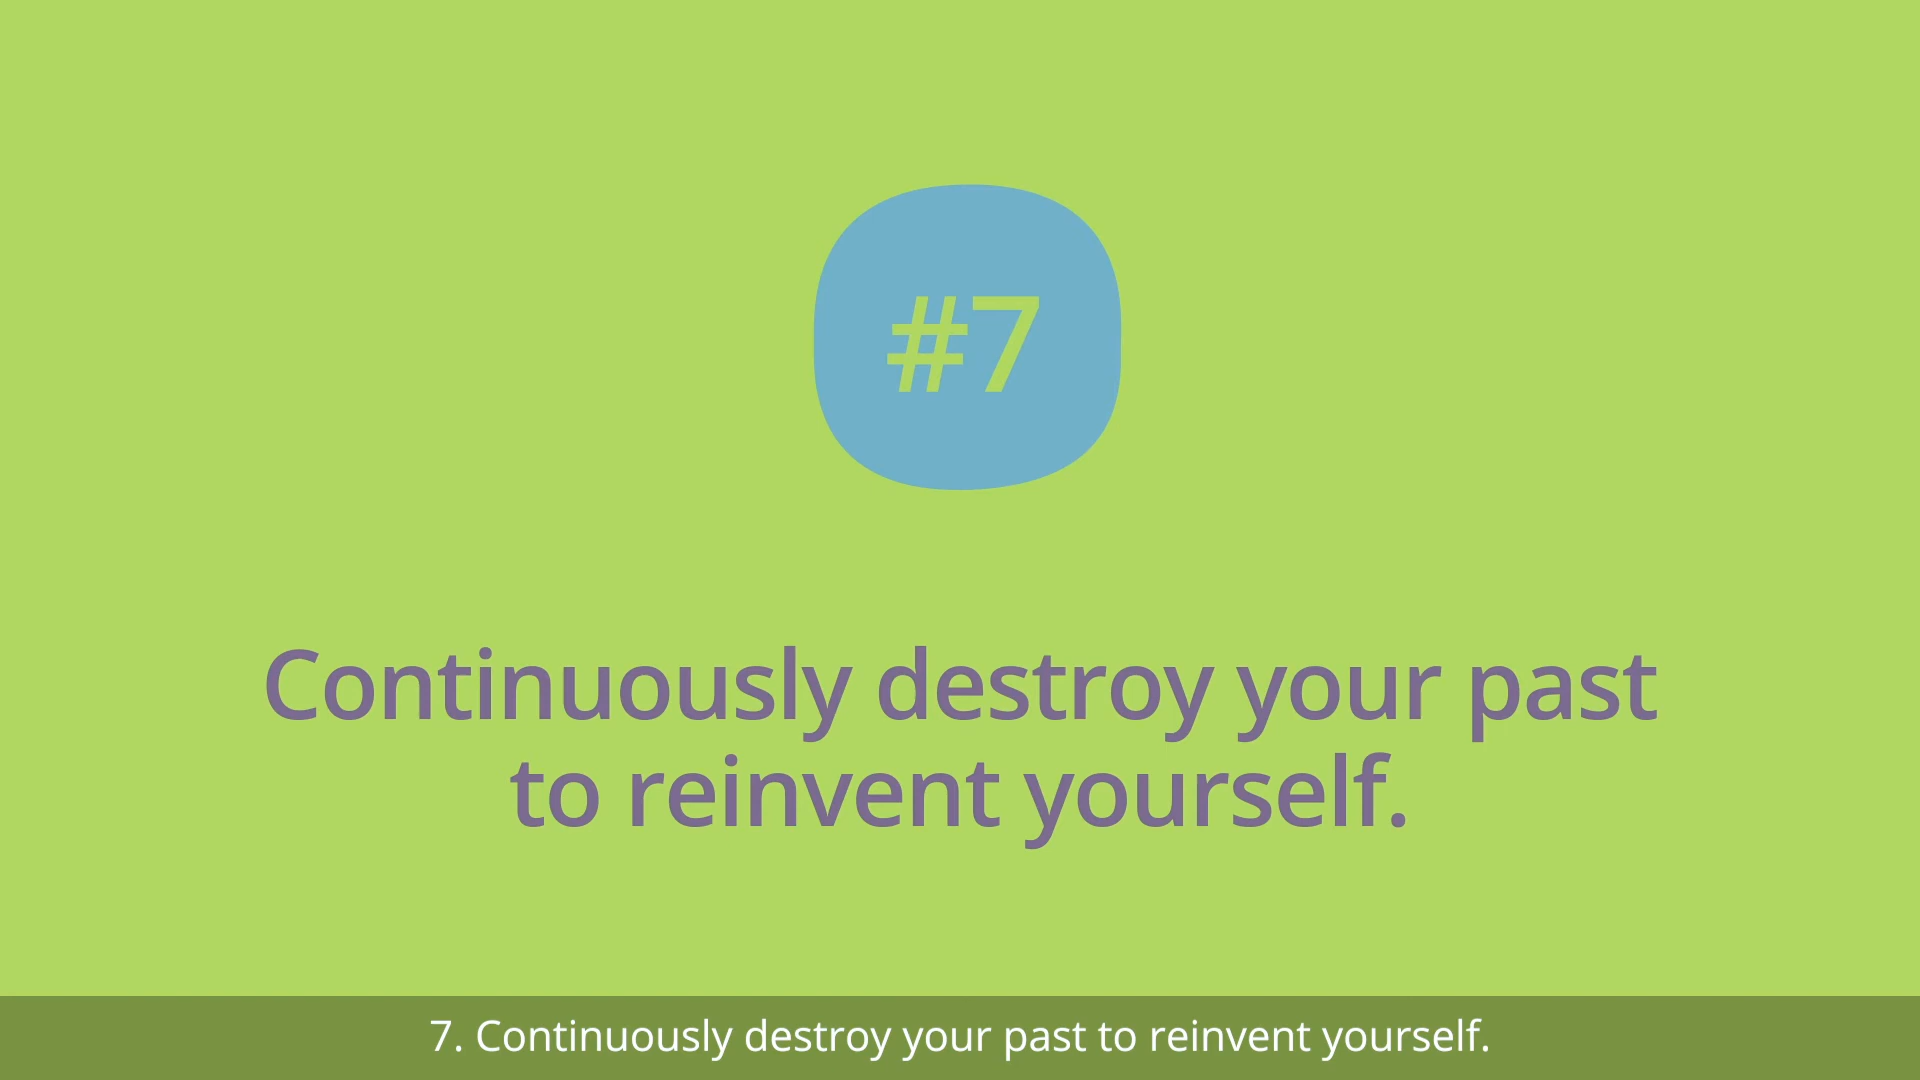 #7
Continuously destroy your past
to reinvent yourself.
7. Continuously destroy your past to reinvent yourself.